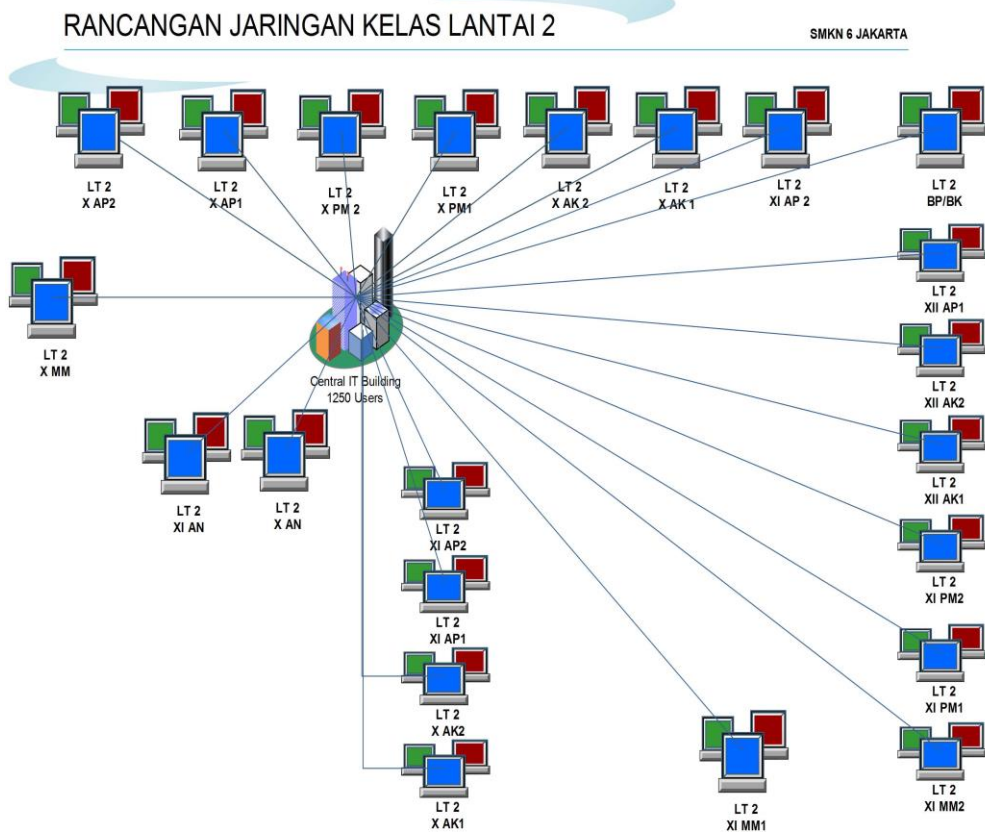 RANCANGAN JARINGAN KELAS LANTAI 2
SMKN 6 JAKARTA
LT 2
X AP2
LT 2
X AP1
LT 2
X PM 2
LT 2
X PM1
LT 2
X AK 2
LT 2
X AK 1
LT 2
XI AP 2
LT 2
BP/BK
LT 2
XII AP1
LT 2
X MM
LT 2
XII AK2
Central IT Building
1250 Users
LT 2
XII AK1
LT 2
XI AN
LT 2
X AN
LT 2
XI AP2
LT 2
XI PM2
LT 2
XI AP1
LT 2
XI PM1
LT 2
X AK2
LT 2
X AK1
LT 2
XI MM1
LT 2
XI MM2